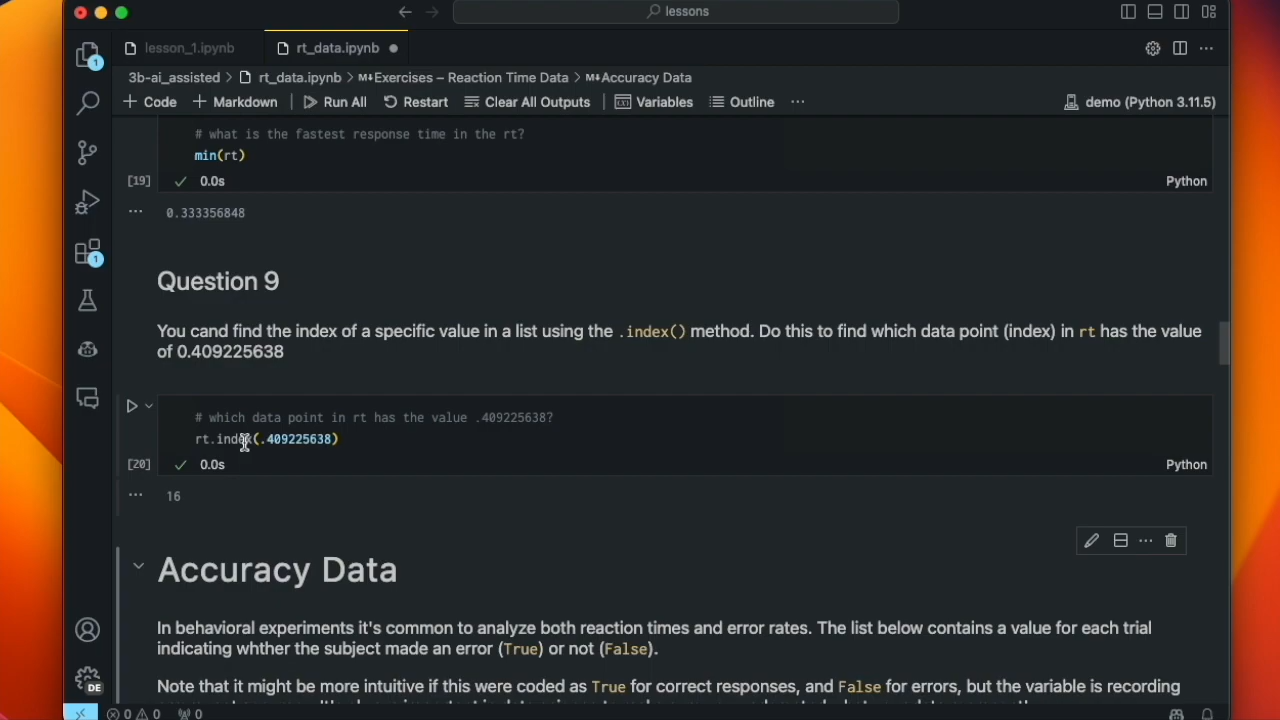 lessons
lesson_1.ipynb
rt_data.ipynb
1
3b-ai_assisted > rt_data.ipynb > M↓Exercises – Reaction Time Data > M↓Accuracy Data
+ Code + Markdown Run All Restart Clear All Outputs Variables Outline ... demo (Python 3.11.5)
# what is the fastest response time in the rt?
min(rt)
[19] ✓ 0.0s Python
... 0.333356848
1
Question 9
You cand find the index of a specific value in a list using the .index() method. Do this to find which data point (index) in rt has the value
of 0.409225638
# which data point in rt has the value .409225638?
rt.index(.409225638)
[20] ✓ 0.0s Python
... 16
Accuracy Data
In behavioral experiments it's common to analyze both reaction times and error rates. The list below contains a value for each trial
indicating whther the subject made an error (True) or not (False).
Note that it might be more intuitive if this were coded as True for correct responses, and False for errors, but the variable is recording
DE
0 0 0